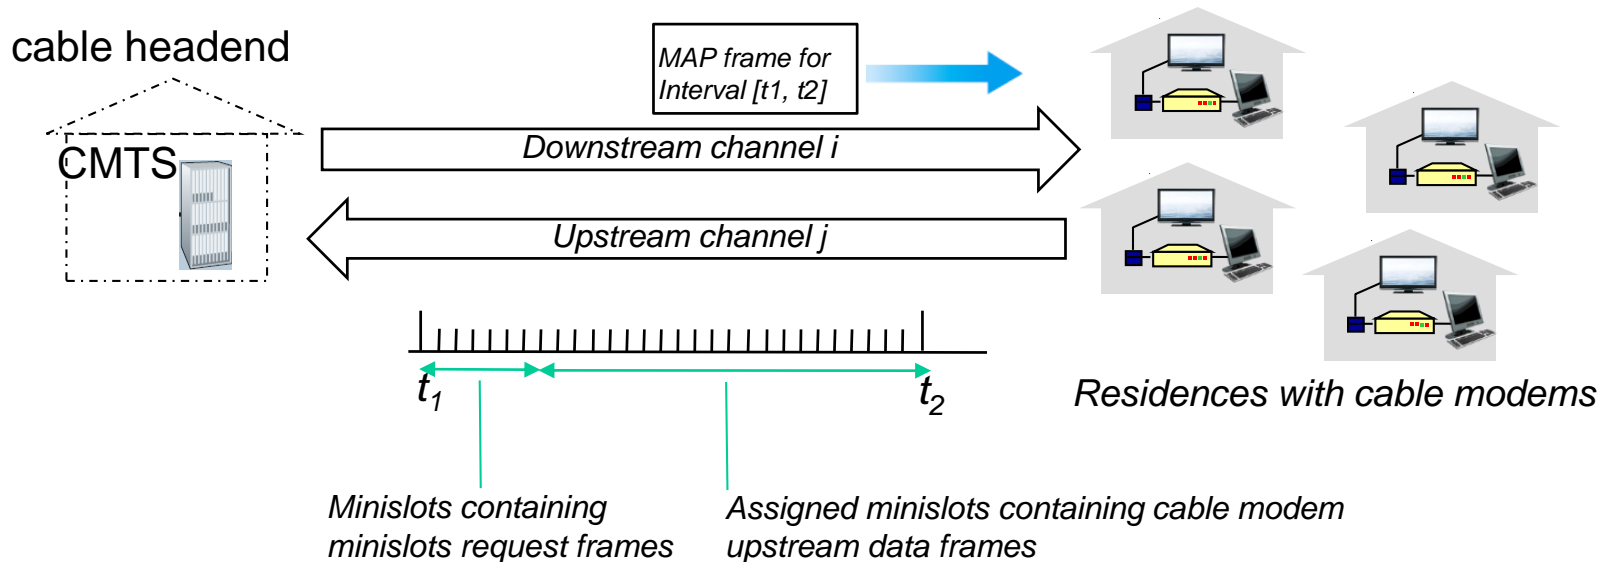 cable headend
MAP frame for
Interval [t1, t2]
CMTS
Downstream channel i
Upstream channel j
t1
t2
Residences with cable modems
Minislots containing
minislots request frames
Assigned minislots containing cable modem
upstream data frames